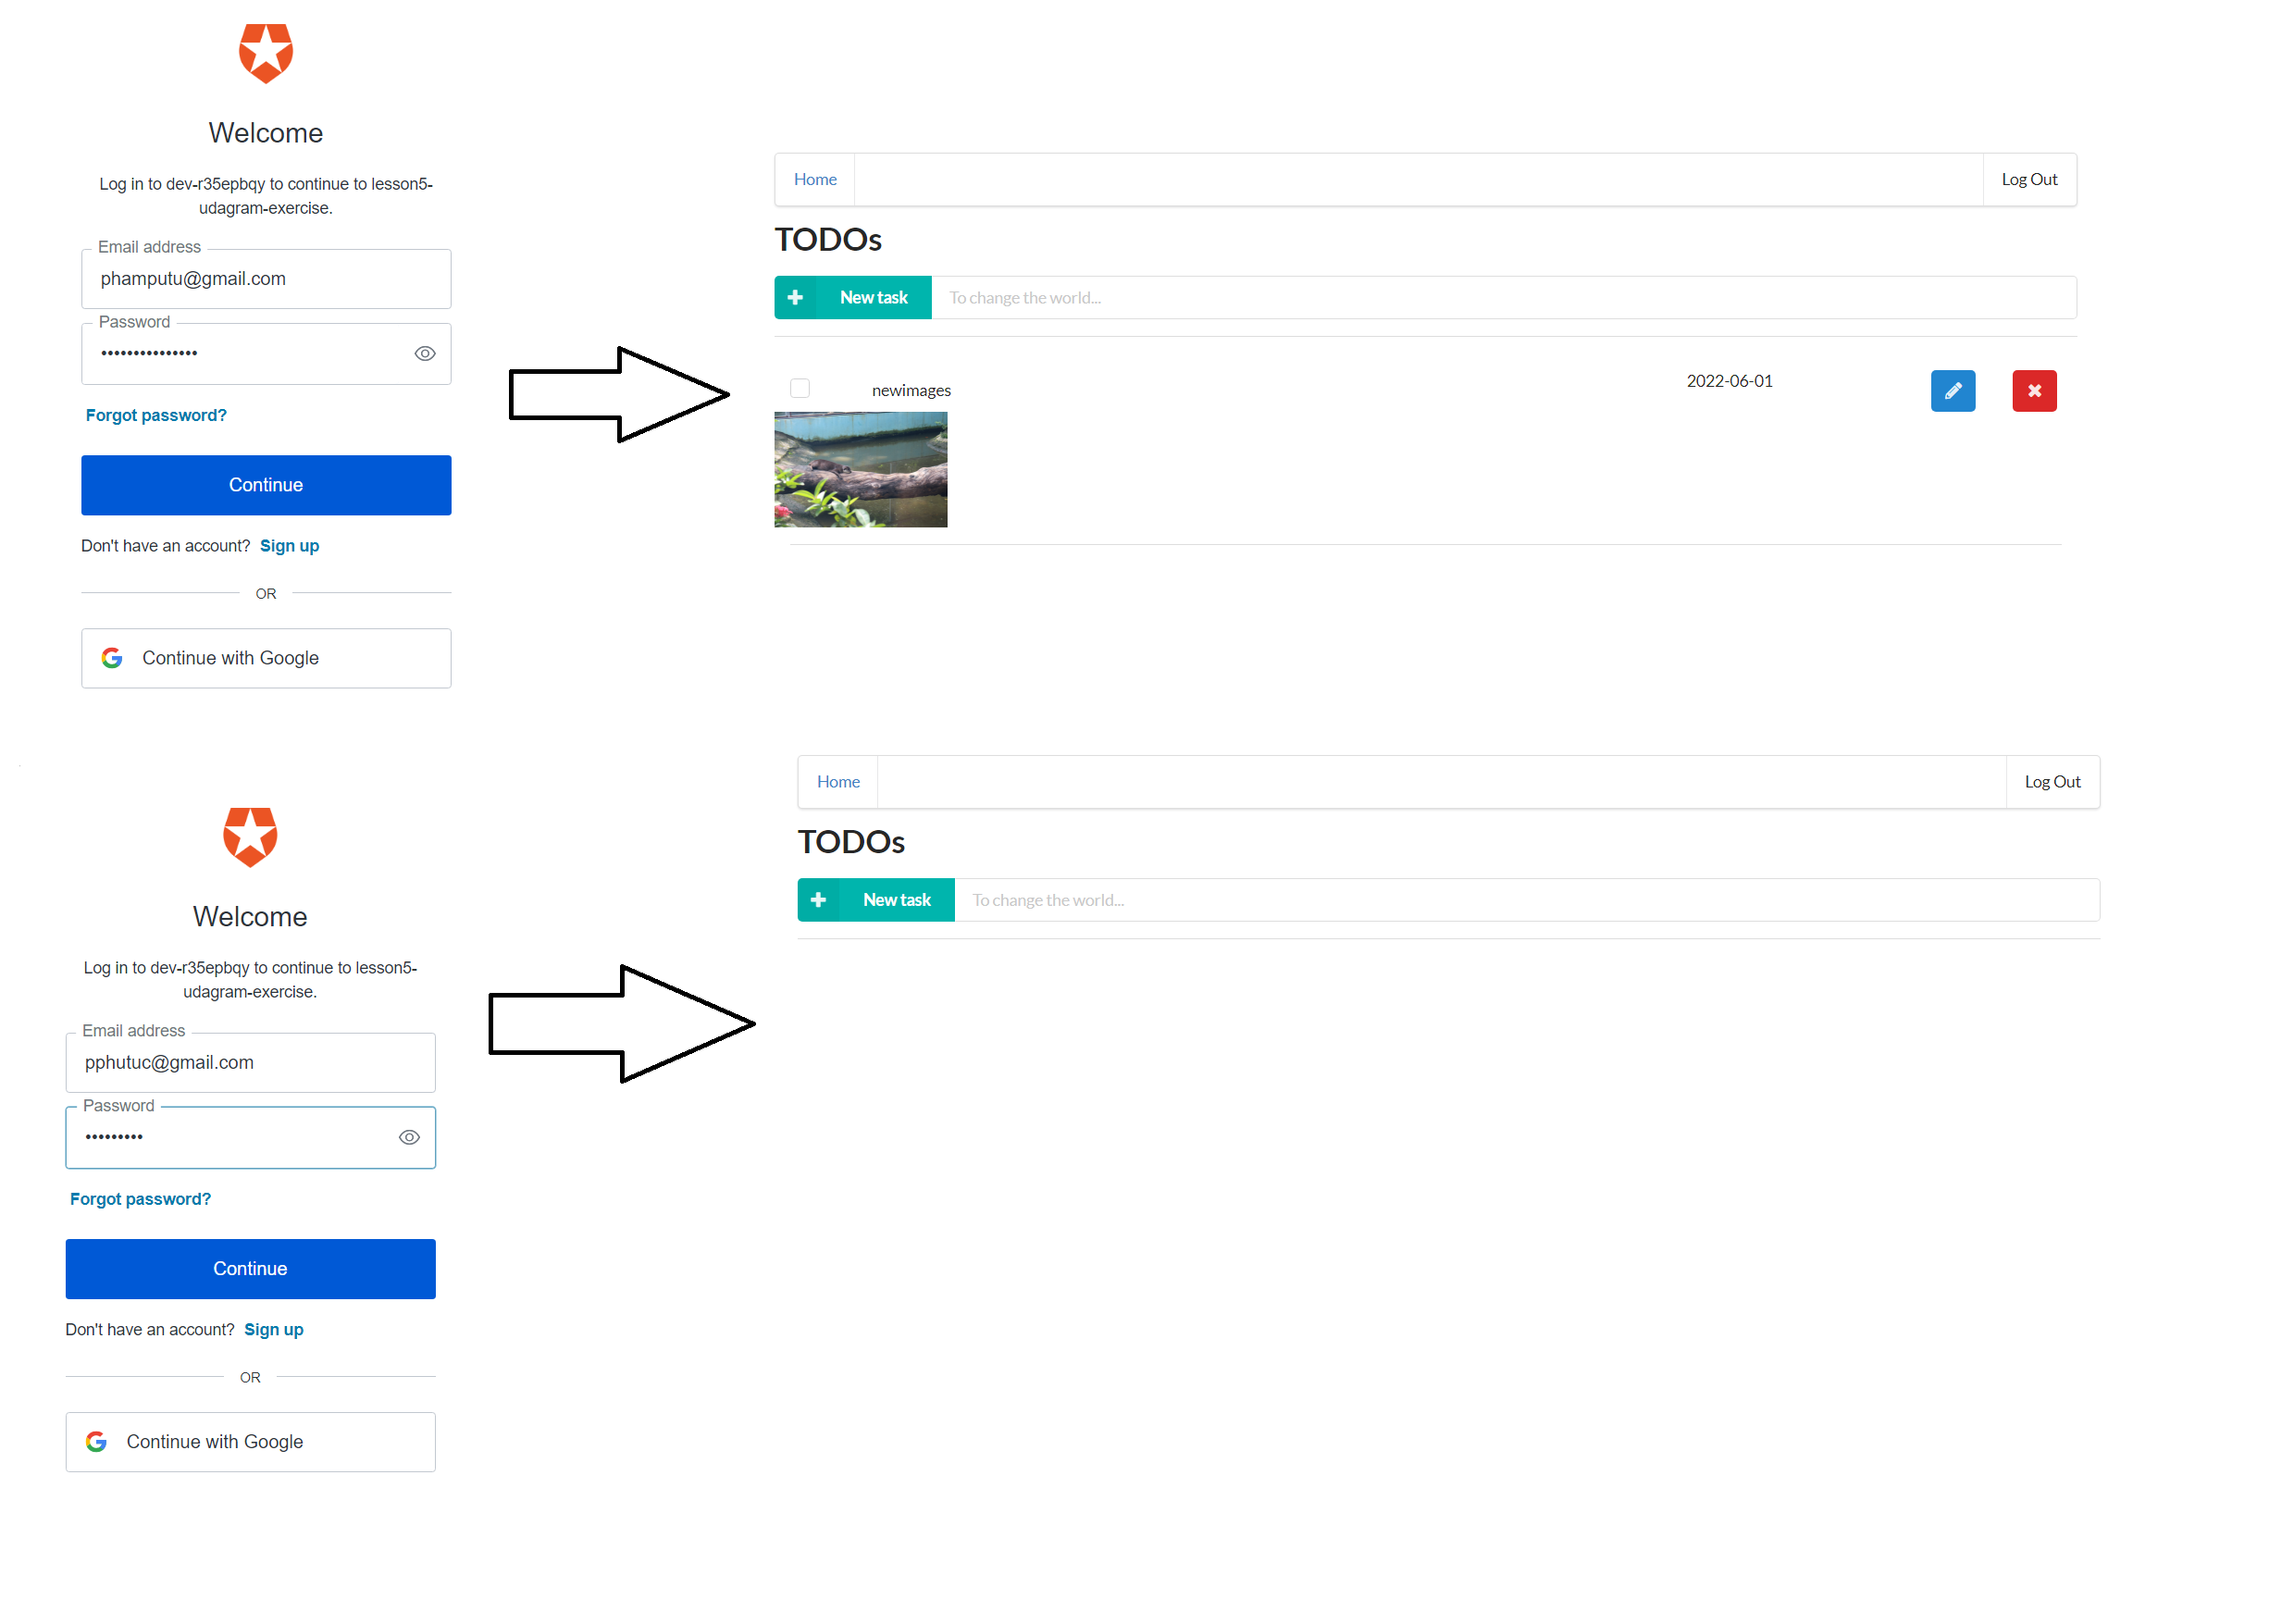 Welcome
Log in to dev-r35epbqy to continue to lesson5-
udagram-exercise.
Email address
phamputu@gmail.com
Password
•••••••••••••••
Forgot password?
Continue
Don't have an account? Sign up
OR
Continue with Google
Home
Log Out
TODOs
New task
To change the world...
newimages
2022-06-01
Welcome
Log in to dev-r35epbqy to continue to lesson5-
udagram-exercise.
Email address
pphutuc@gmail.com
Password
•••••••••
Forgot password?
Continue
Don't have an account? Sign up
OR
Continue with Google
Home
Log Out
TODOs
New task
To change the world...